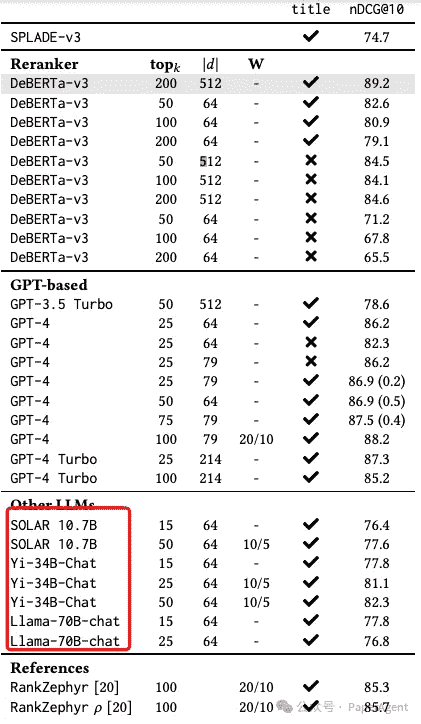 title nDCG@10
SPLADE-v3 ✔ 74.7
Reranker topk |d| W
DeBERTa-v3 200 512 - ✔ 89.2
DeBERTa-v3 50 64 - ✔ 82.6
DeBERTa-v3 100 64 - ✔ 80.9
DeBERTa-v3 200 64 - ✔ 79.1
DeBERTa-v3 50 512 - ✖ 84.5
DeBERTa-v3 100 512 - ✖ 84.1
DeBERTa-v3 200 512 - ✖ 84.6
DeBERTa-v3 50 64 - ✖ 71.2
DeBERTa-v3 100 64 - ✖ 67.8
DeBERTa-v3 200 64 - ✖ 65.5
GPT-based
GPT-3.5 Turbo 50 512 - ✔ 78.6
GPT-4 25 64 - ✔ 86.2
GPT-4 25 64 - ✖ 82.3
GPT-4 25 79 - ✖ 86.2
GPT-4 25 79 - ✔ 86.9 (0.2)
GPT-4 50 64 - ✔ 86.9 (0.5)
GPT-4 75 79 - ✔ 87.5 (0.4)
GPT-4 100 79 20/10 ✔ 88.2
GPT-4 Turbo 25 214 - ✔ 87.3
GPT-4 Turbo 100 214 - ✔ 85.2
Other LLMs
SOLAR 10.7B 15 64 - ✔ 76.4
SOLAR 10.7B 50 64 10/5 ✔ 77.6
Yi-34B-Chat 15 64 - ✔ 77.8
Yi-34B-Chat 25 64 10/5 ✔ 81.1
Yi-34B-Chat 50 64 10/5 ✔ 82.3
Llama-70B-chat 15 64 - ✔ 77.8
Llama-70B-chat 25 64 - ✔ 76.8
References
RankZephyr [20] 100 20/10 ✔ 85.3
RankZephyr ρ [20] 100 20/10 ✔ 85.7
公众号 · PaperAgent